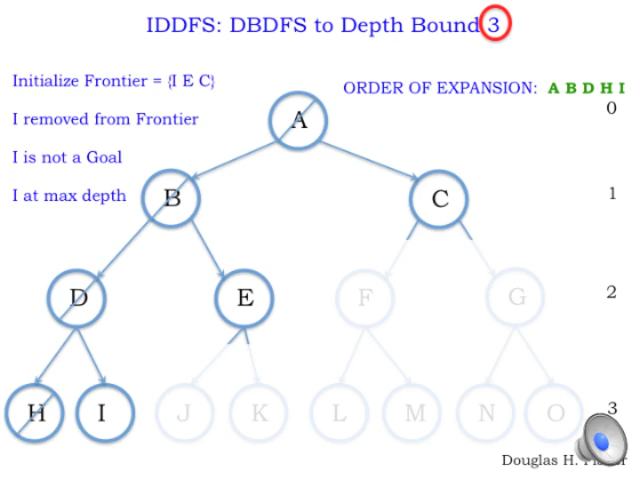 IDDFS: DBDFS to Depth Bound 3
Initialize Frontier = {I E C}
ORDER OF EXPANSION: A B D H I
0
I removed from Frontier
A
I is not a Goal
I at max depth
B
C
1
D
E
F
G
2
H
I
J
K
L
M
N
O
3
Douglas H.